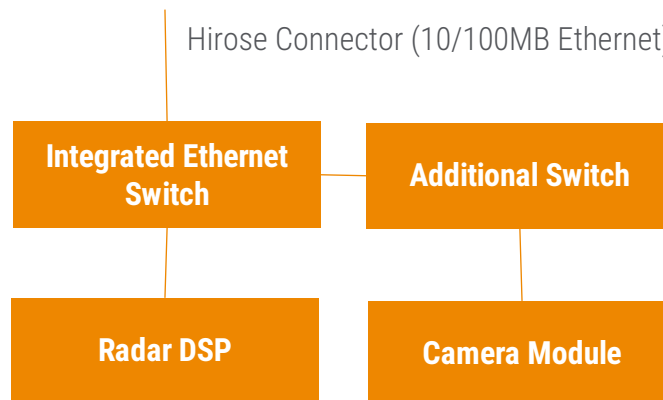 Hirose Connector (10/100MB Ethernet)
Integrated Ethernet
Switch
Additional Switch
Radar DSP
Camera Module